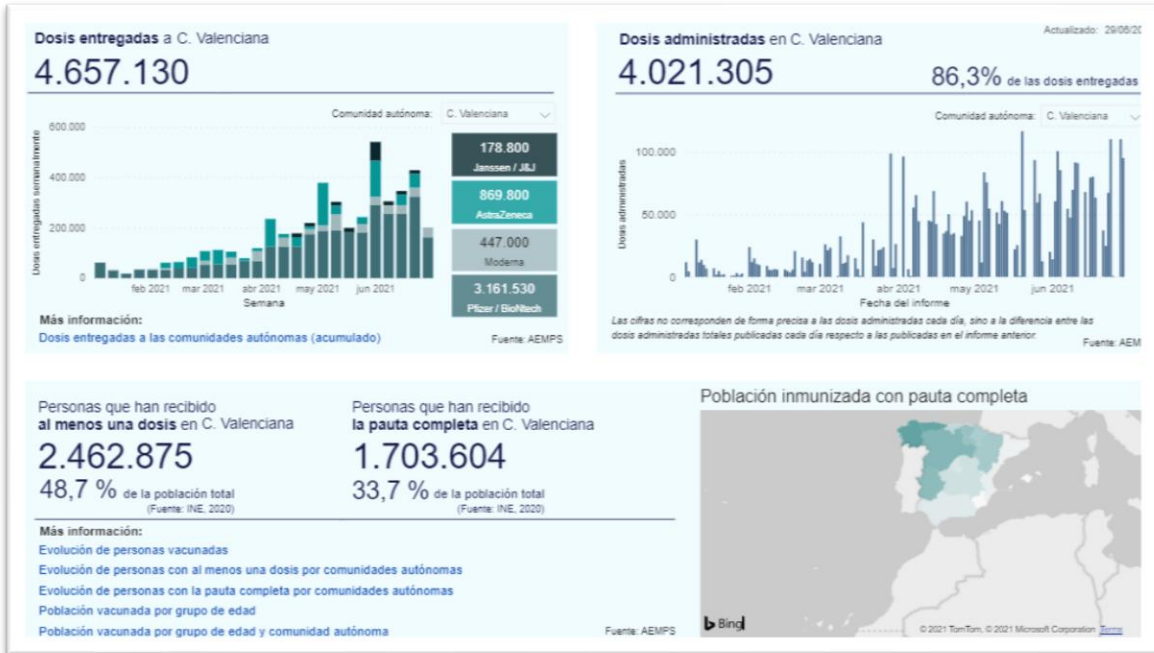 Dosis entregadas a C. Valenciana
4.657.130
Comunidad autónoma: C. Valenciana
Dosis entregadas semanalmente
600.000
400.000
200.000
0
feb 2021 mar 2021 abr 2021 may 2021 jun 2021
Semana
178.800
Janssen / J&J
869.800
AstraZeneca
447.000
Moderna
3.161.530
Pfizer / BioNtech
Más información:
Dosis entregadas a las comunidades autónomas (acumulado)
Fuente: AEMPS
Actualizado: 29/06/20
Dosis administradas en C. Valenciana
4.021.305
86,3% de las dosis entregadas
Comunidad autónoma: C. Valenciana
Dosis administradas
100.000
50.000
0
feb 2021 mar 2021 abr 2021 may 2021 jun 2021
Fecha del informe
Las cifras no corresponden de forma precisa a las dosis administradas cada día, sino a la diferencia entre las
dosis administradas totales publicadas cada día respecto a las publicadas en el informe anterior.
Fuente: AEM
Personas que han recibido
al menos una dosis en C. Valenciana
2.462.875
48,7 % de la población total
(Fuente: INE, 2020)
Personas que han recibido
la pauta completa en C. Valenciana
1.703.604
33,7 % de la población total
(Fuente: INE, 2020)
Más información:
Evolución de personas vacunadas
Evolución de personas con al menos una dosis por comunidades autónomas
Evolución de personas con la pauta completa por comunidades autónomas
Población vacunada por grupo de edad
Población vacunada por grupo de edad y comunidad autónoma
Fuente: AEMPS
Población inmunizada con pauta completa
Bing
© 2021 TomTom, © 2021 Microsoft Corporation Terms